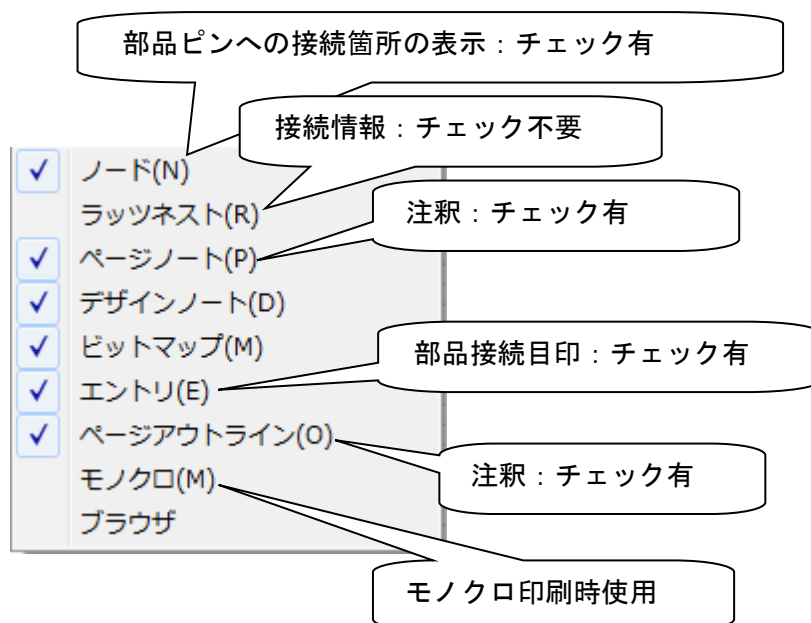 部品ピンへの接続箇所の表示：チェック有
接続情報：チェック不要
ノード(N)
ラッツネスト(R)
注釈：チェック有
ページノート(P)
デザインノート(D)
ビットマップ(M)
部品接続目印：チェック有
エントリ(E)
ページアウトライン(O)
注釈：チェック有
モノクロ(M)
ブラウザ
モノクロ印刷時使用